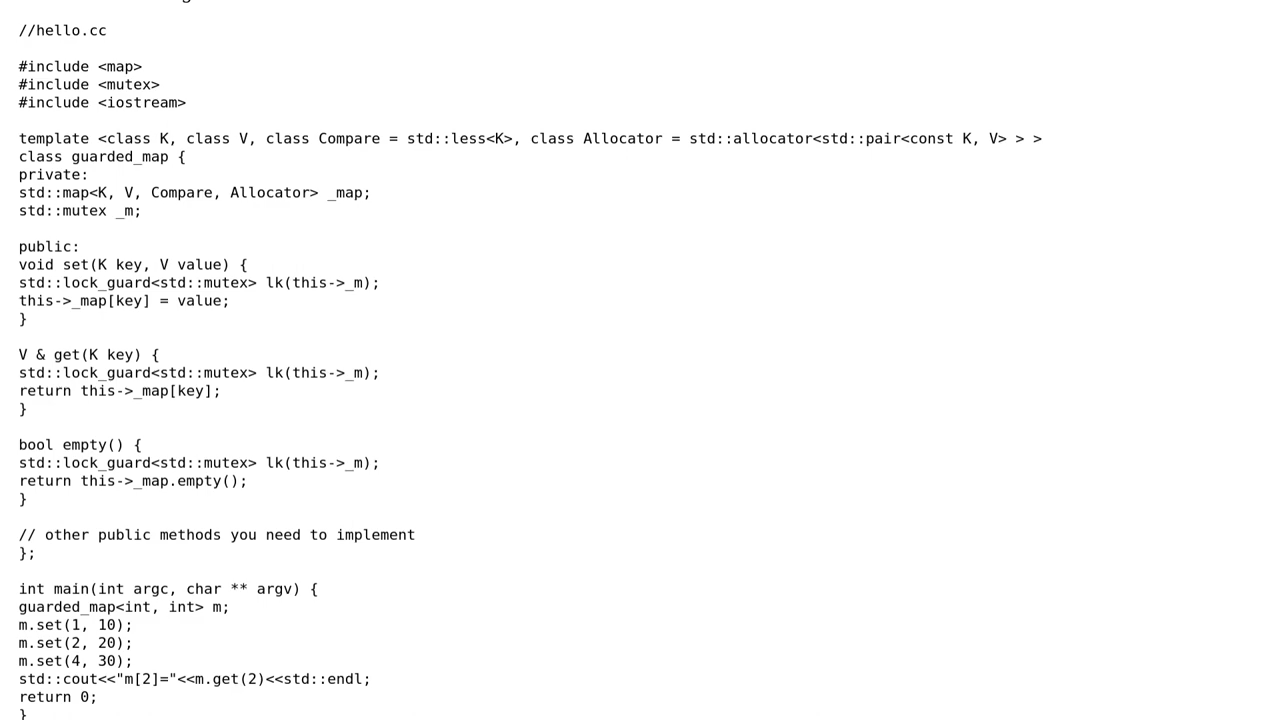 //hello.cc
#include <map>
#include <mutex>
#include <iostream>
template <class K, class V, class Compare = std::less<K>, class Allocator = std::allocator<std::pair<const K, V> > >
class guarded_map {
private:
std::map<K, V, Compare, Allocator> _map;
std::mutex _m;
public:
void set(K key, V value) {
std::lock_guard<std::mutex> lk(this->_m);
this->_map[key] = value;
}
V & get(K key) {
std::lock_guard<std::mutex> lk(this->_m);
return this->_map[key];
}
bool empty() {
std::lock_guard<std::mutex> lk(this->_m);
return this->_map.empty();
}
// other public methods you need to implement
};
int main(int argc, char ** argv) {
guarded_map<int, int> m;
m.set(1, 10);
m.set(2, 20);
m.set(4, 30);
std::cout<<"m[2]="<<m.get(2)<<std::endl;
return 0;
}